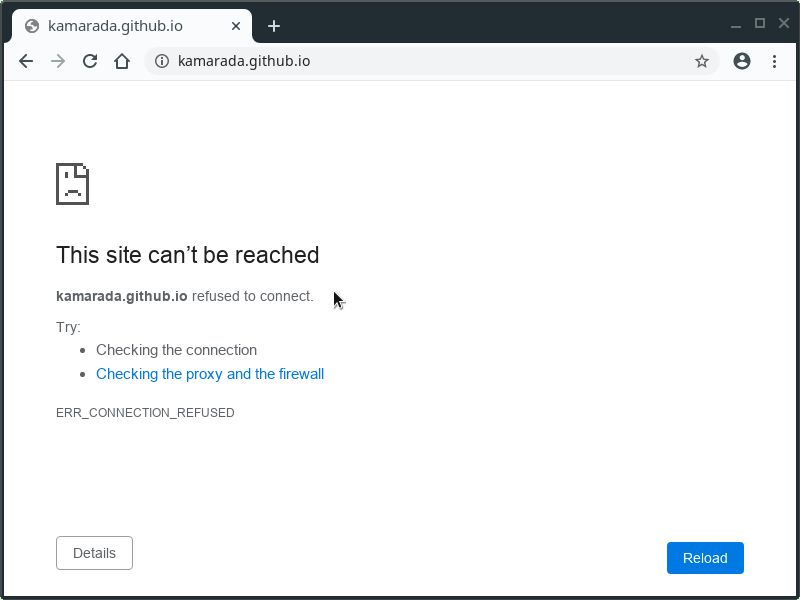 kamarada.github.io
kamarada.github.io
This site can’t be reached
kamarada.github.io refused to connect.
Try:
Checking the connection
Checking the proxy and the firewall
ERR_CONNECTION_REFUSED
Details
Reload